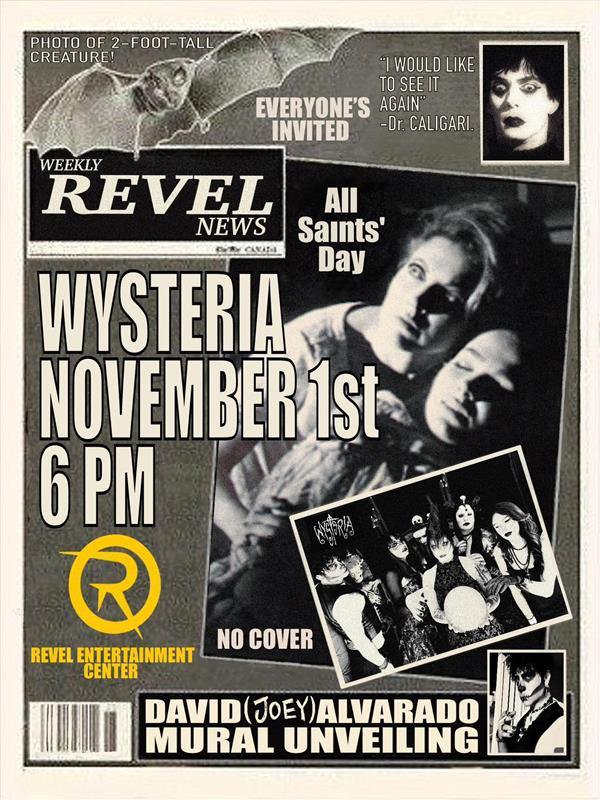 PHOTO OF 2-FOOT-TALL
CREATURE!
EVERYONE'S
INVITED
"I WOULD LIKE
TO SEE IT
AGAIN"
-Dr. CALIGARI.
WEEKLY
REVEL
NEWS
All
Saints'
Day
WYSTERIA
NOVEMBER 1st
6 PM
WYSTERIA
R
REVEL ENTERTAINMENT
CENTER
NO COVER
DAVID (JOEY) ALVARADO
MURAL UNVEILING